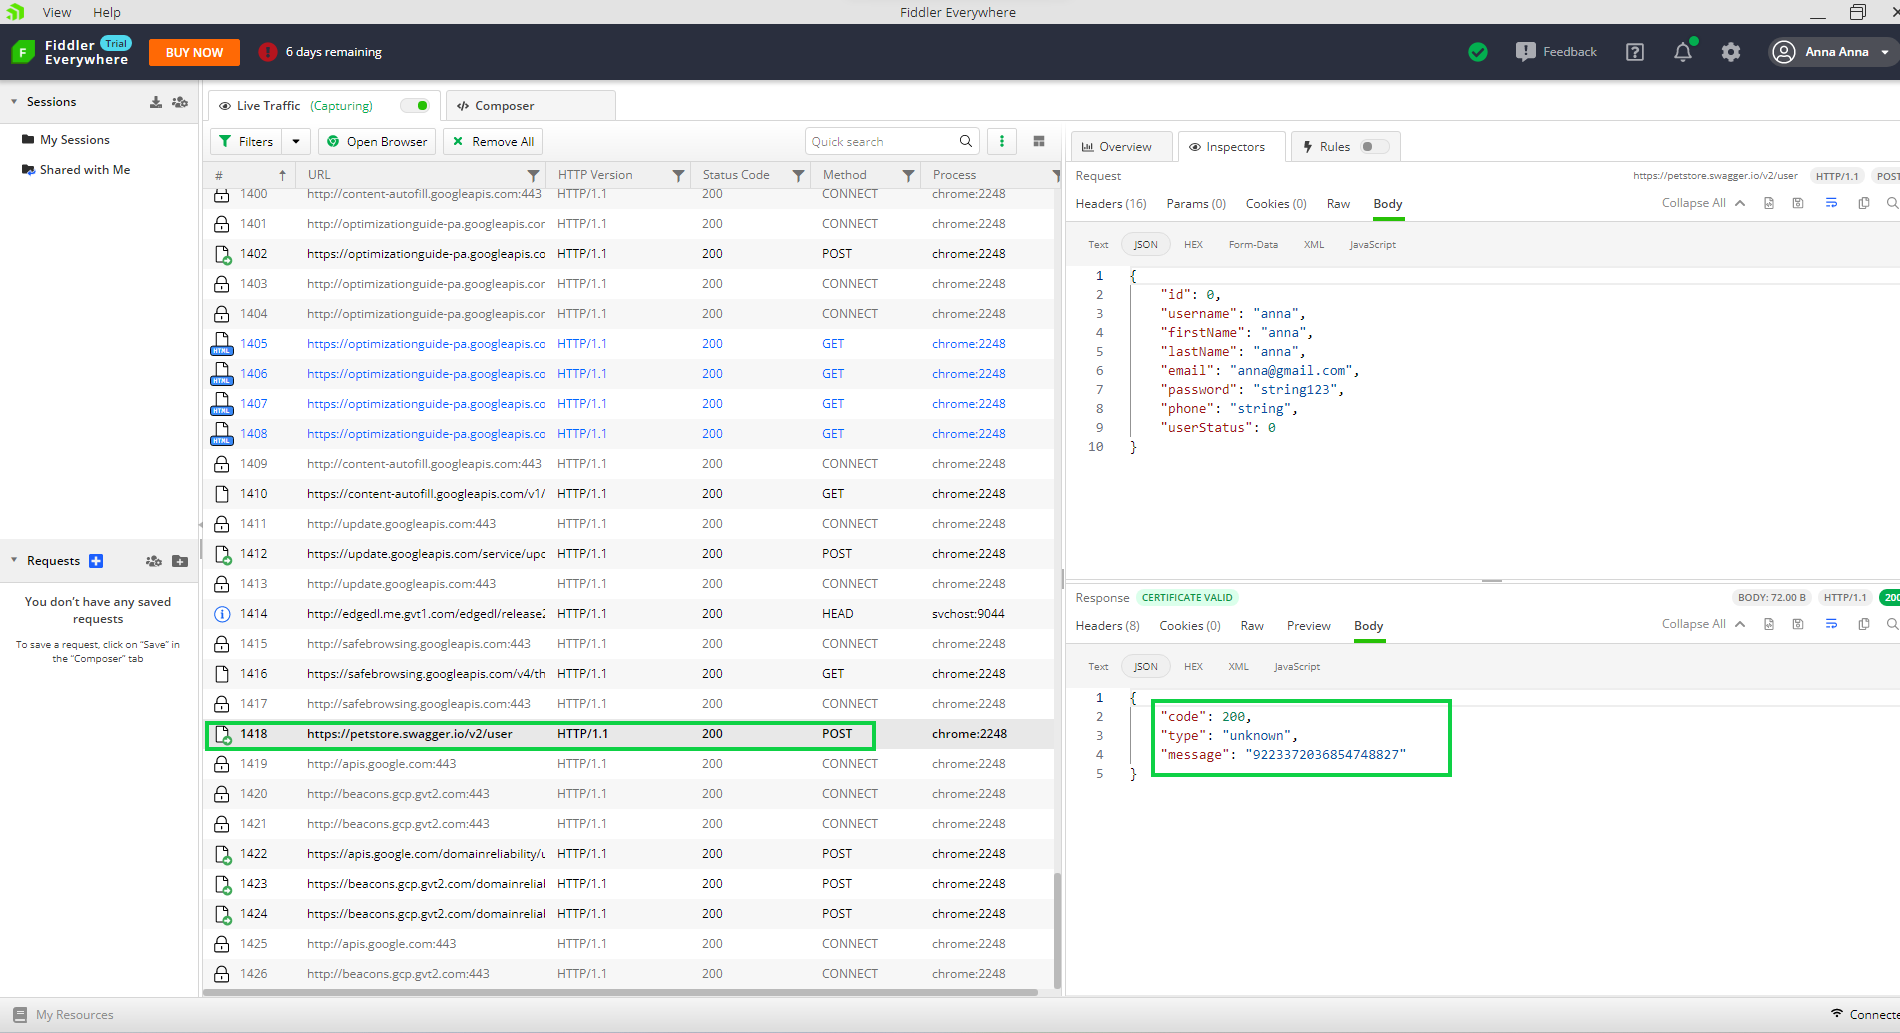 View Help Fiddler Everywhere
Fiddler Everywhere Trial BUY NOW 6 days remaining Feedback Anna Anna
Sessions
My Sessions
Shared with Me
Requests
You don't have any saved requests
To save a request, click on "Save" in the "Composer" tab
Live Traffic (Capturing) Composer
Filters Open Browser Remove All Quick search
# URL HTTP Version Status Code Method Process
1400 http://content-autofill.googleapis.com:443 HTTP/1.1 200 CONNECT chrome:2248
1401 http://optimizationguide-pa.googleapis.cor HTTP/1.1 200 CONNECT chrome:2248
1402 https://optimizationguide-pa.googleapis.co HTTP/1.1 200 POST chrome:2248
1403 http://optimizationguide-pa.googleapis.cor HTTP/1.1 200 CONNECT chrome:2248
1404 http://optimizationguide-pa.googleapis.cor HTTP/1.1 200 CONNECT chrome:2248
HTML 1405 https://optimizationguide-pa.googleapis.co HTTP/1.1 200 GET chrome:2248
HTML 1406 https://optimizationguide-pa.googleapis.co HTTP/1.1 200 GET chrome:2248
HTML 1407 https://optimizationguide-pa.googleapis.co HTTP/1.1 200 GET chrome:2248
HTML 1408 https://optimizationguide-pa.googleapis.co HTTP/1.1 200 GET chrome:2248
1409 http://content-autofill.googleapis.com:443 HTTP/1.1 200 CONNECT chrome:2248
1410 https://content-autofill.googleapis.com/v1/ HTTP/1.1 200 GET chrome:2248
1411 http://update.googleapis.com:443 HTTP/1.1 200 CONNECT chrome:2248
1412 https://update.googleapis.com/service/upc HTTP/1.1 200 POST chrome:2248
1413 http://update.googleapis.com:443 HTTP/1.1 200 CONNECT chrome:2248
1414 http://edgedl.me.gvt1.com/edgedl/release2 HTTP/1.1 200 HEAD svchost:9044
1415 http://safebrowsing.googleapis.com:443 HTTP/1.1 200 CONNECT chrome:2248
1416 https://safebrowsing.googleapis.com/v4/th HTTP/1.1 200 GET chrome:2248
1417 http://safebrowsing.googleapis.com:443 HTTP/1.1 200 CONNECT chrome:2248
1418 https://petstore.swagger.io/v2/user HTTP/1.1 200 POST chrome:2248
1419 http://apis.google.com:443 HTTP/1.1 200 CONNECT chrome:2248
1420 http://beacons.gcp.gvt2.com:443 HTTP/1.1 200 CONNECT chrome:2248
1421 http://beacons.gcp.gvt2.com:443 HTTP/1.1 200 CONNECT chrome:2248
1422 https://apis.google.com/domainreliability/u HTTP/1.1 200 POST chrome:2248
1423 https://beacons.gcp.gvt2.com/domainrelial HTTP/1.1 200 POST chrome:2248
1424 https://beacons.gcp.gvt2.com/domainrelial HTTP/1.1 200 POST chrome:2248
1425 http://apis.google.com:443 HTTP/1.1 200 CONNECT chrome:2248
1426 http://beacons.gcp.gvt2.com:443 HTTP/1.1 200 CONNECT chrome:2248
Overview Inspectors Rules
Request https://petstore.swagger.io/v2/user HTTP/1.1 POST
Headers (16) Params (0) Cookies (0) Raw Body Collapse All
Text JSON HEX Form-Data XML JavaScript
1 {
2 "id": 0,
3 "username": "anna",
4 "firstName": "anna",
5 "lastName": "anna",
6 "email": "anna@gmail.com",
7 "password": "string123",
8 "phone": "string",
9 "userStatus": 0
10 }
Response CERTIFICATE VALID BODY: 72.00 B HTTP/1.1 200
Headers (8) Cookies (0) Raw Preview Body Collapse All
Text JSON HEX XML JavaScript
1 {
2 "code": 200,
3 "type": "unknown",
4 "message": "9223372036854748827"
5 }
My Resources Connecte